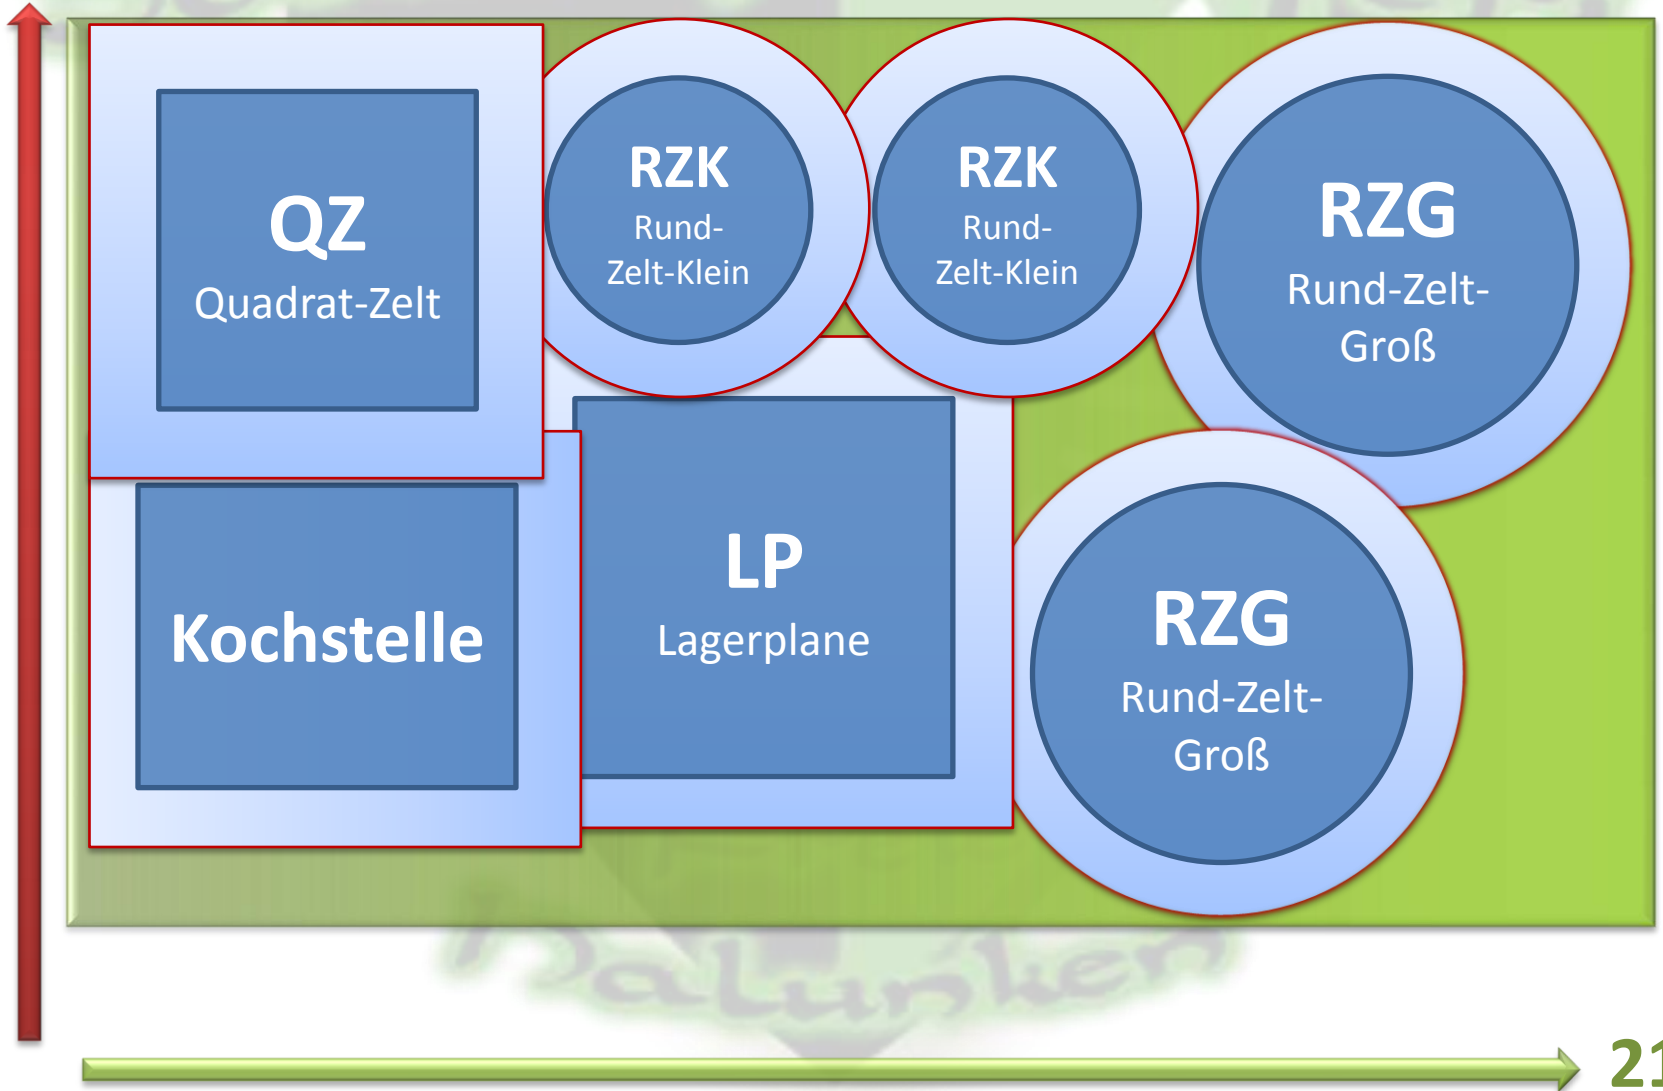 QZ
Quadrat-Zelt
RZK
Rund-
Zelt-Klein
RZK
Rund-
Zelt-Klein
RZG
Rund-Zelt-
Groß
Kochstelle
LP
Lagerplane
RZG
Rund-Zelt-
Groß
Halunken
21